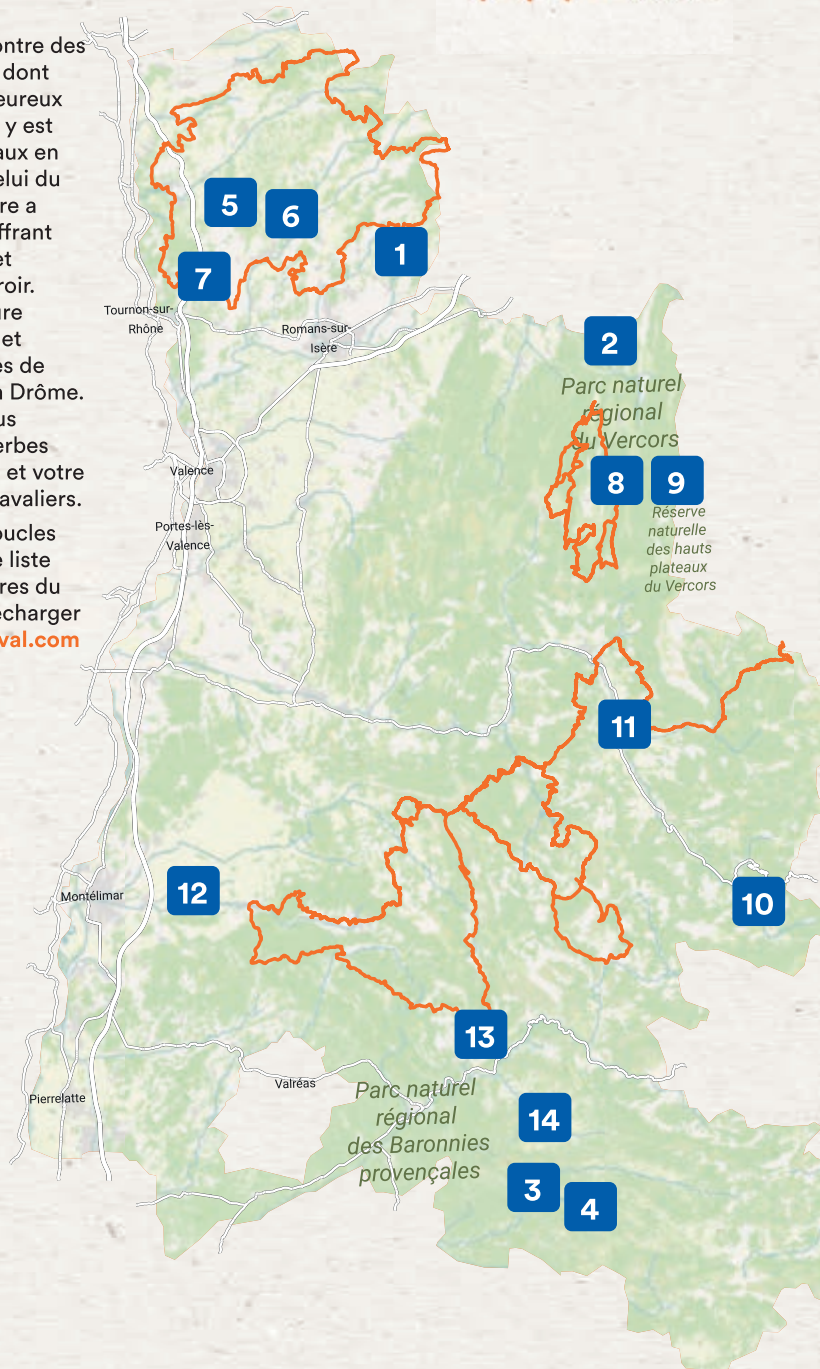 ontre des
dont
eureux
y est
aux en
elui du
re a
ffrant
et
roir.
ure
et
es de
Drôme.
us
erbes
et votre
avaliers.
oucles
e liste
res du
écharger
val.com
5
6
1
7
Tournon-sur-
Rhône
Romans-sur-
Isère
2
Parc naturel
régional
du Vercors
8
9
Réserve
naturelle
des hauts
plateaux
du Vercors
Valence
Portes-lès-
Valence
11
12
Montélimar
10
13
Valréas
Pierrelatte
Parc naturel
régional
des Baronnies
provençales
14
3
4